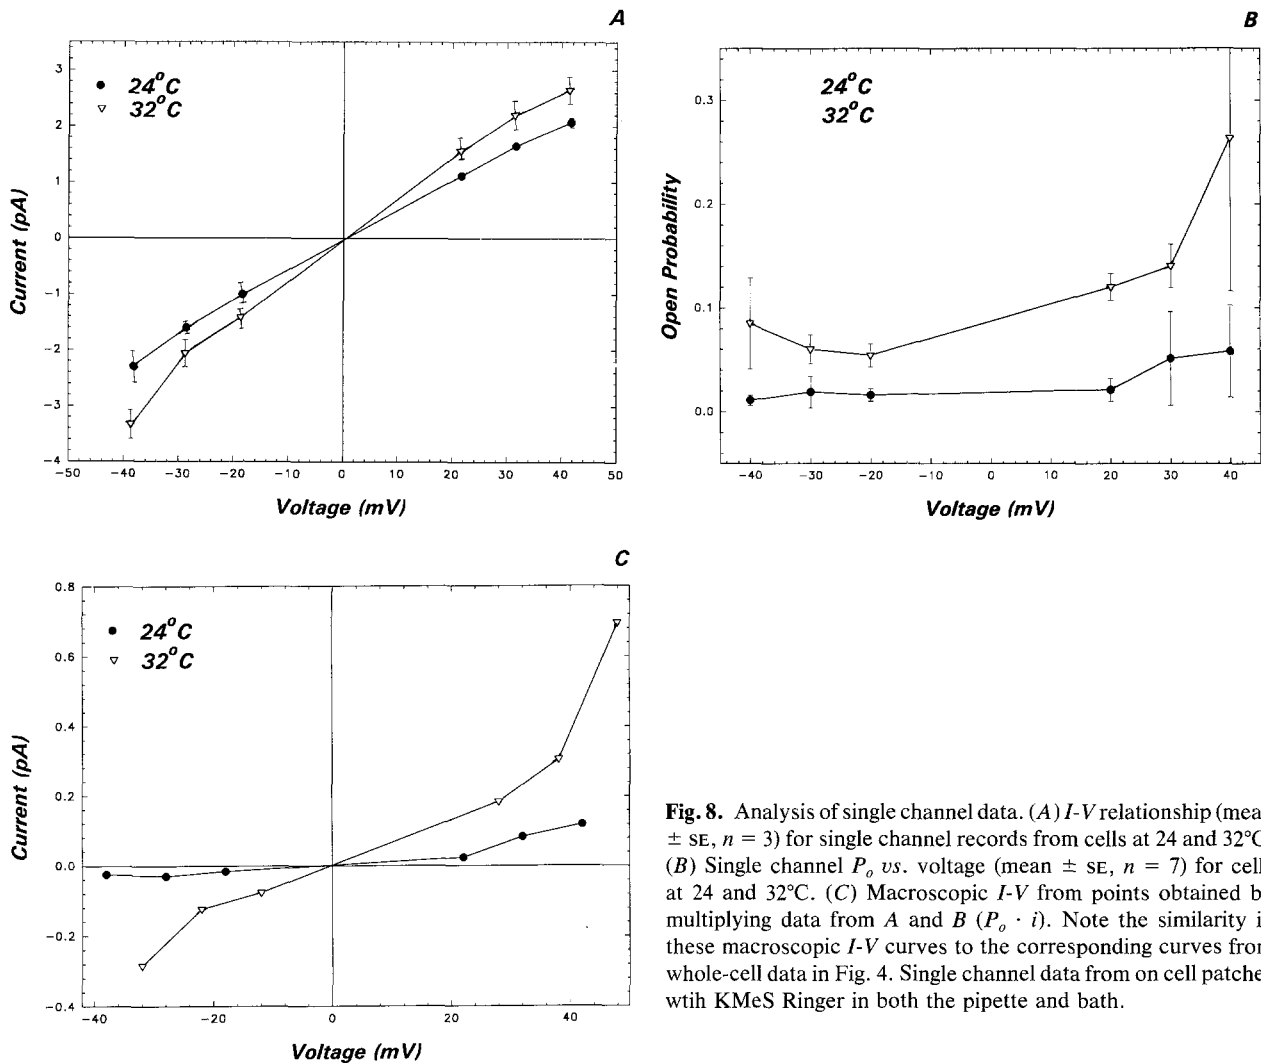 A
3
2
1
0
−1
−2
−3
−4
−50 −40 −30 −20 −10 0 10 20 30 40 50
Current (pA)
Voltage (mV)
24°C
32°C
B
0.3
0.2
0.1
0.0
−40 −30 −20 −10 0 10 20 30 40
Open Probability
Voltage (mV)
24°C
32°C
C
0.8
0.6
0.4
0.2
0.0
−0.2
−0.4
−40 −20 0 20 40
Current (pA)
Voltage (mV)
24°C
32°C
Fig. 8. Analysis of single channel data. (A) I-V relationship (mea
± SE, n = 3) for single channel records from cells at 24 and 32°C
(B) Single channel Po vs. voltage (mean ± SE, n = 7) for cell
at 24 and 32°C. (C) Macroscopic I-V from points obtained b
multiplying data from A and B (Po · i). Note the similarity i
these macroscopic I-V curves to the corresponding curves from
whole-cell data in Fig. 4. Single channel data from on cell patche
wtih KMeS Ringer in both the pipette and bath.